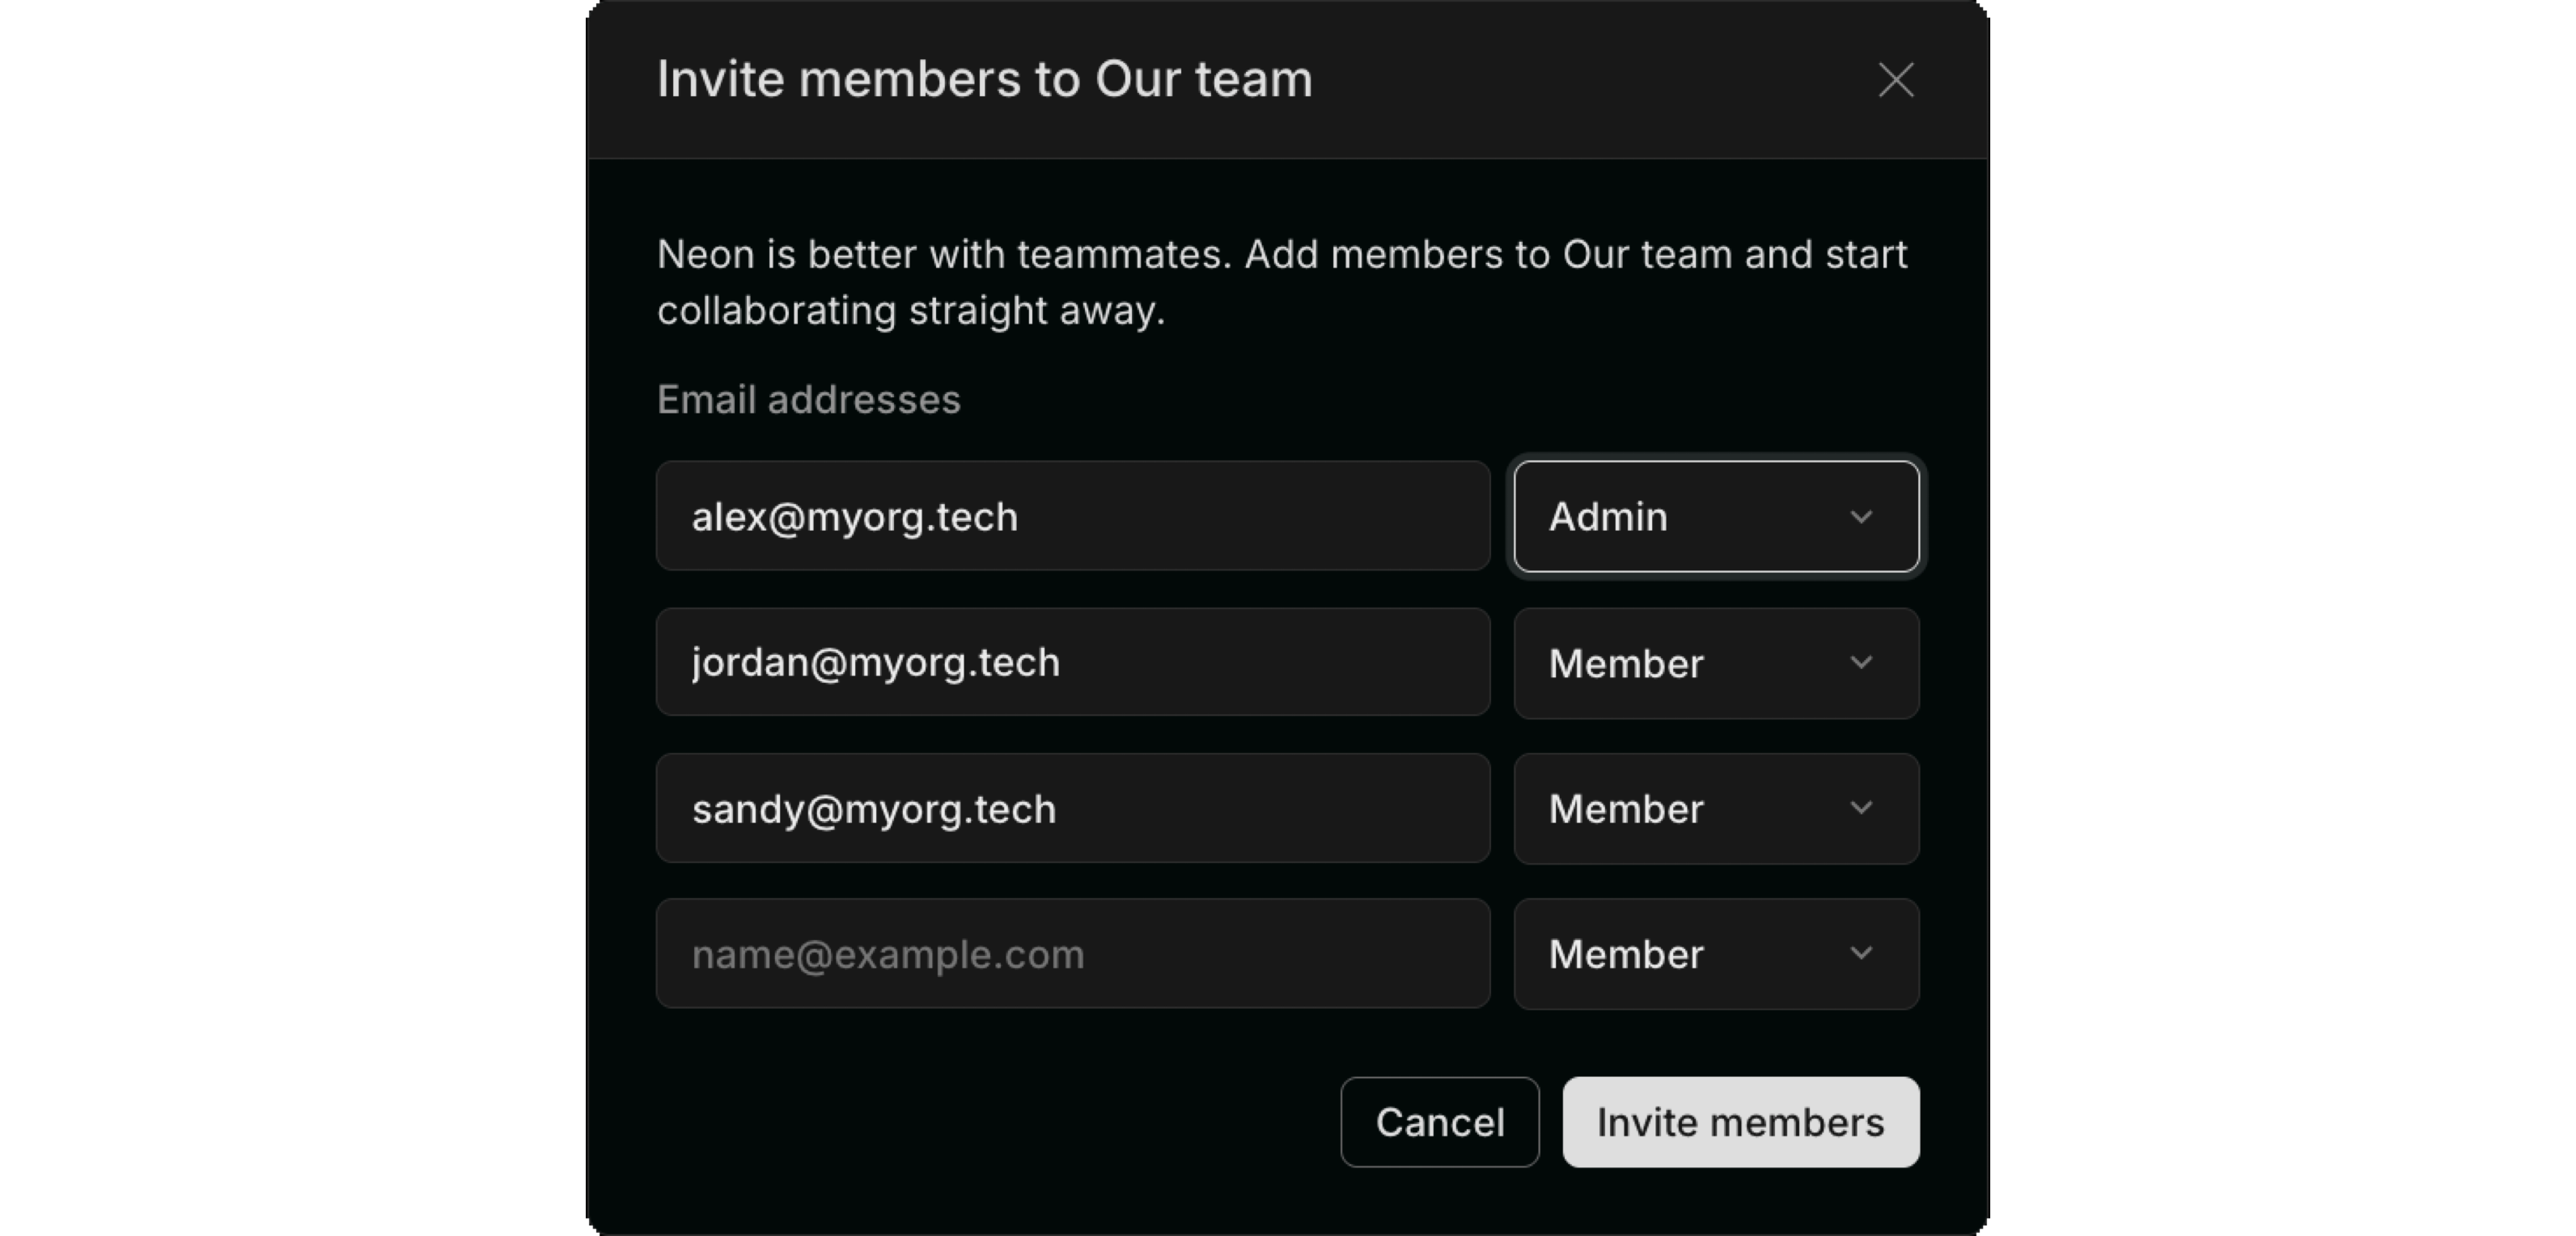 Invite members to Our team
Neon is better with teammates. Add members to Our team and start
collaborating straight away.
Email addresses
alex@myorg.tech Admin
jordan@myorg.tech Member
sandy@myorg.tech Member
name@example.com Member
Cancel Invite members